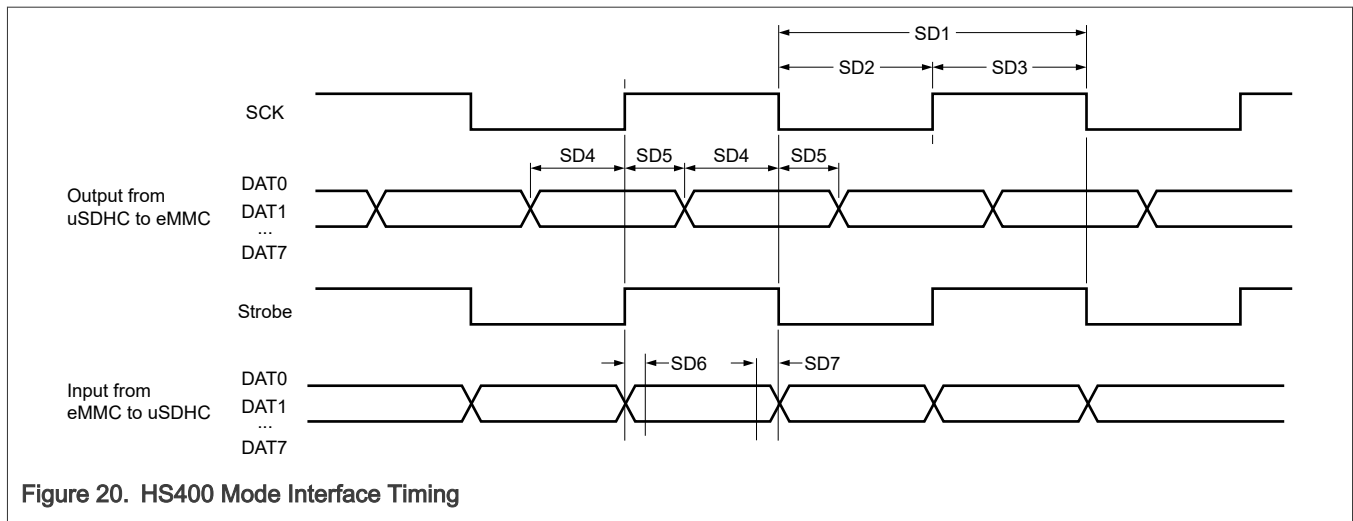 SD1
SD2 SD3
SCK
SD4 SD5 SD4 SD5
Output from
uSDHC to eMMC
DAT0
DAT1
...
DAT7
Strobe
SD6 SD7
Input from
eMMC to uSDHC
DAT0
DAT1
...
DAT7
Figure 20. HS400 Mode Interface Timing